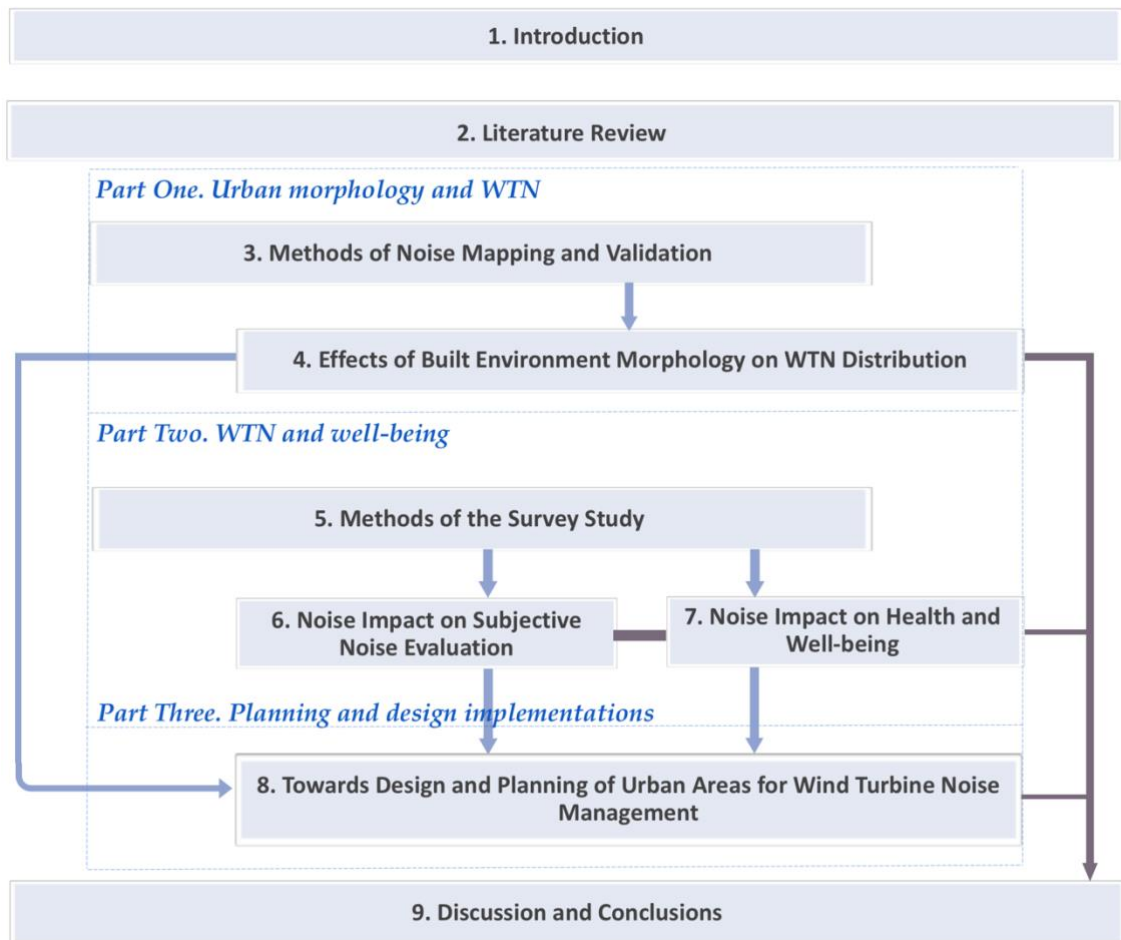 1. Introduction
2. Literature Review
Part One. Urban morphology and WTN
3. Methods of Noise Mapping and Validation
4. Effects of Built Environment Morphology on WTN Distribution
Part Two. WTN and well-being
5. Methods of the Survey Study
6. Noise Impact on Subjective
Noise Evaluation
7. Noise Impact on Health and
Well-being
Part Three. Planning and design implementations
8. Towards Design and Planning of Urban Areas for Wind Turbine Noise
Management
9. Discussion and Conclusions